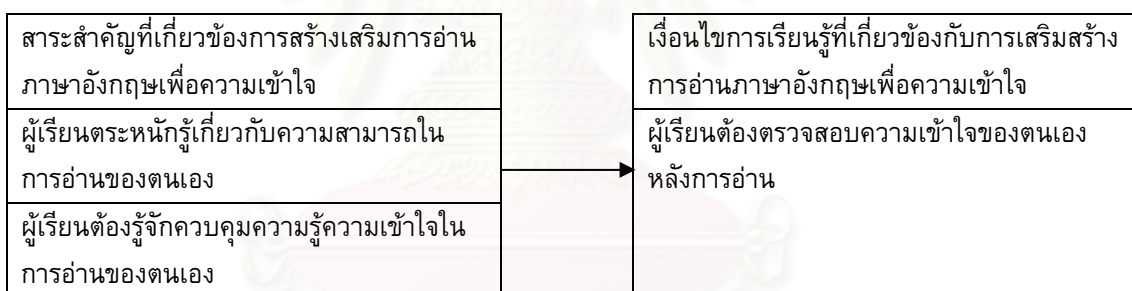 สาระสำคัญที่เกี่ยวข้องการสร้างเสริมการอ่าน
ภาษาอังกฤษเพื่อความเข้าใจ
ผู้เรียนตระหนักรู้เกี่ยวกับความสามารถใน
การอ่านของตนเอง
ผู้เรียนต้องรู้จักควบคุมความรู้ความเข้าใจใน
การอ่านของตนเอง
เงื่อนไขการเรียนรู้ที่เกี่ยวข้องกับการเสริมสร้าง
การอ่านภาษาอังกฤษเพื่อความเข้าใจ
ผู้เรียนต้องตรวจสอบความเข้าใจของตนเอง
หลังการอ่าน